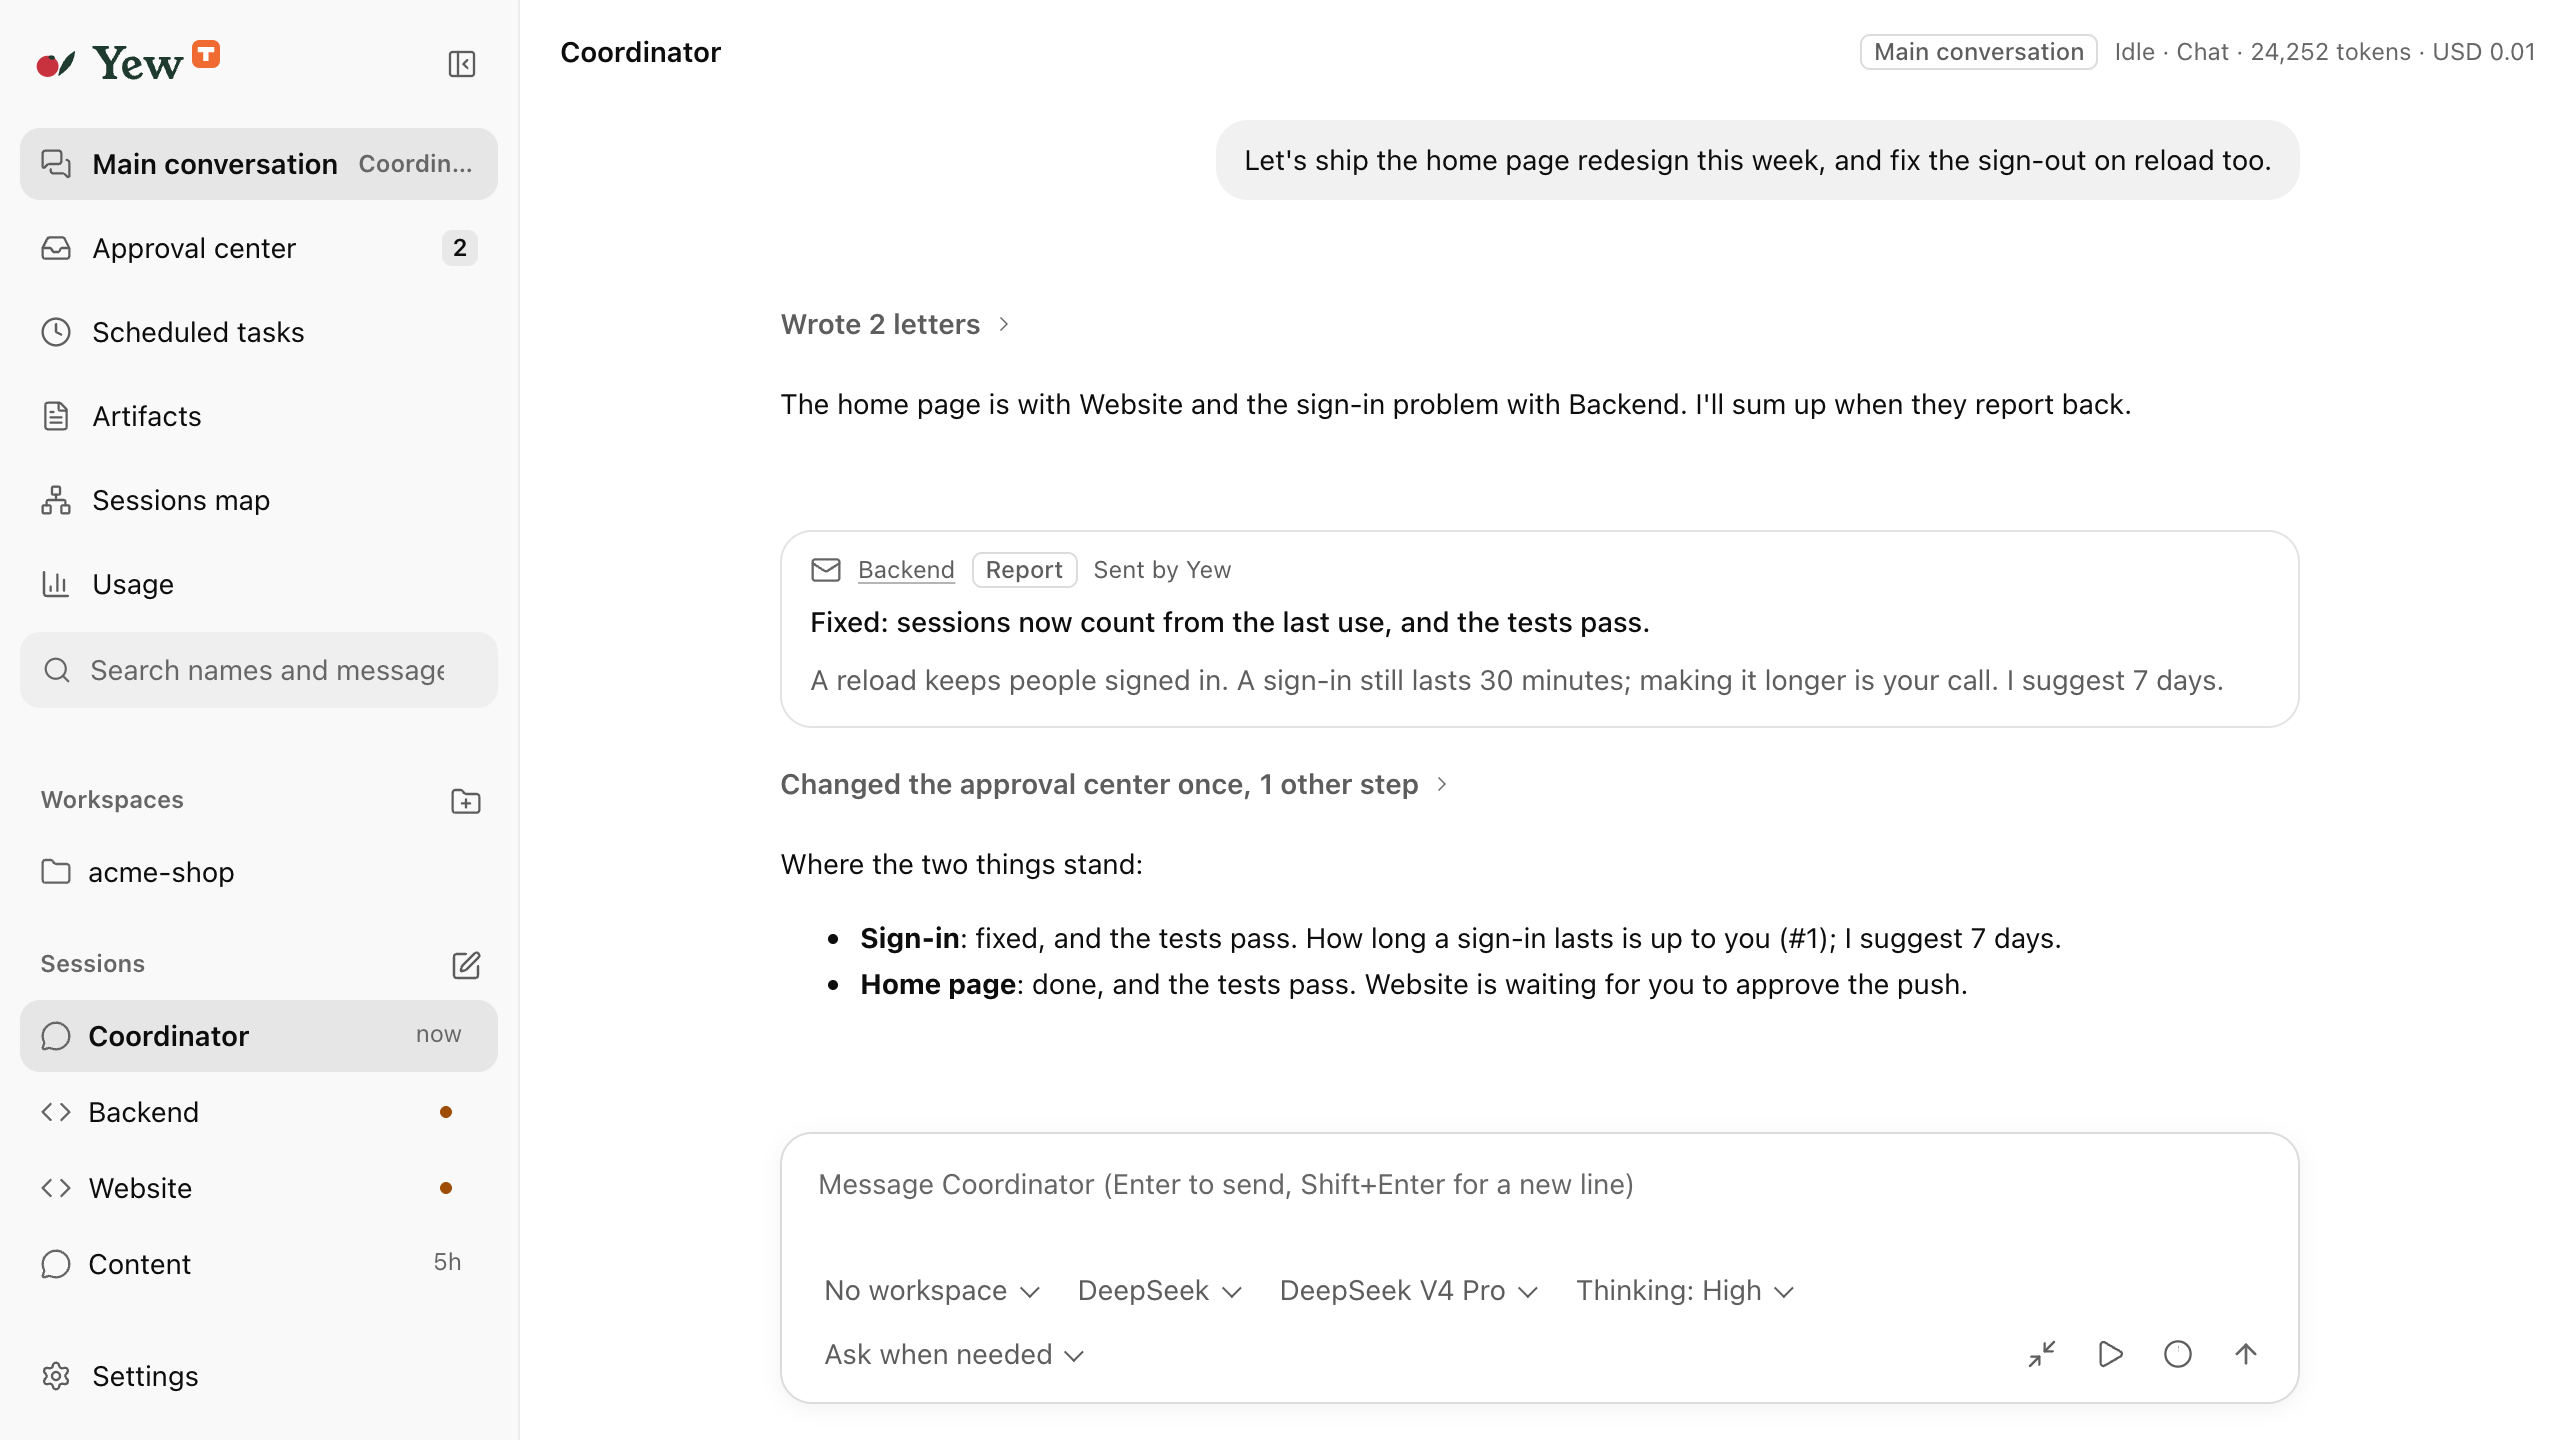 Yew T
Main conversation Coordin...
Approval center 2
Scheduled tasks
Artifacts
Sessions map
Usage
Search names and message
Workspaces
acme-shop
Sessions
Coordinator now
Backend
Website
Content 5h
Settings
Coordinator
Main conversation Idle · Chat · 24,252 tokens · USD 0.01
Let's ship the home page redesign this week, and fix the sign-out on reload too.
Wrote 2 letters
The home page is with Website and the sign-in problem with Backend. I'll sum up when they report back.
Backend Report Sent by Yew
Fixed: sessions now count from the last use, and the tests pass.
A reload keeps people signed in. A sign-in still lasts 30 minutes; making it longer is your call. I suggest 7 days.
Changed the approval center once, 1 other step
Where the two things stand:
• Sign-in: fixed, and the tests pass. How long a sign-in lasts is up to you (#1); I suggest 7 days.
• Home page: done, and the tests pass. Website is waiting for you to approve the push.
Message Coordinator (Enter to send, Shift+Enter for a new line)
No workspace DeepSeek DeepSeek V4 Pro Thinking: High
Ask when needed